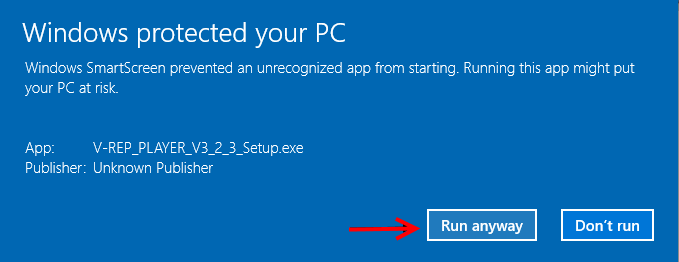 Windows protected your PC
Windows SmartScreen prevented an unrecognized app from starting. Running this app might put
your PC at risk.
App: V-REP_PLAYER_V3_2_3_Setup.exe
Publisher: Unknown Publisher
Run anyway Don't run